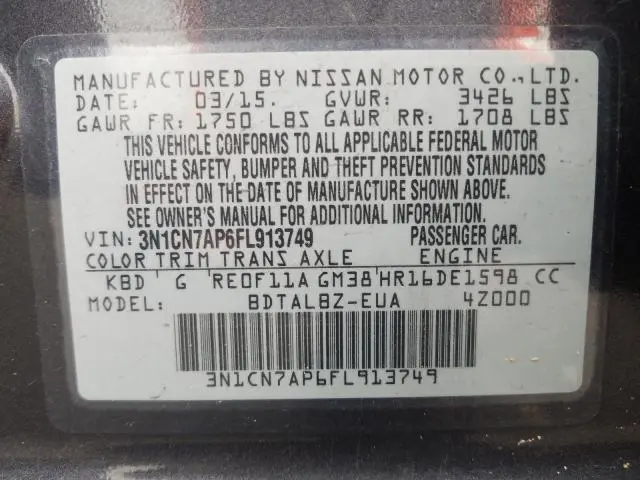 MANUFACTURED BY NISSAN MOTOR CO., LTD.
DATE: 03/15. GVWR: 3426 LBS
GAWR FR: 1750 LBS GAWR RR: 1708 LBS
THIS VEHICLE CONFORMS TO ALL APPLICABLE FEDERAL MOTOR
VEHICLE SAFETY, BUMPER AND THEFT PREVENTION STANDARDS
IN EFFECT ON THE DATE OF MANUFACTURE SHOWN ABOVE.
SEE OWNER'S MANUAL FOR ADDITIONAL INFORMATION.
VIN: 3N1CN7AP6FL913749 PASSENGER CAR.
COLOR TRIM TRANS AXLE ENGINE
KBD G RE0F11A GM38 HR16DE1598 CC
MODEL: BDTALBZ-EUA 4Z000
3N1CN7AP6FL913749